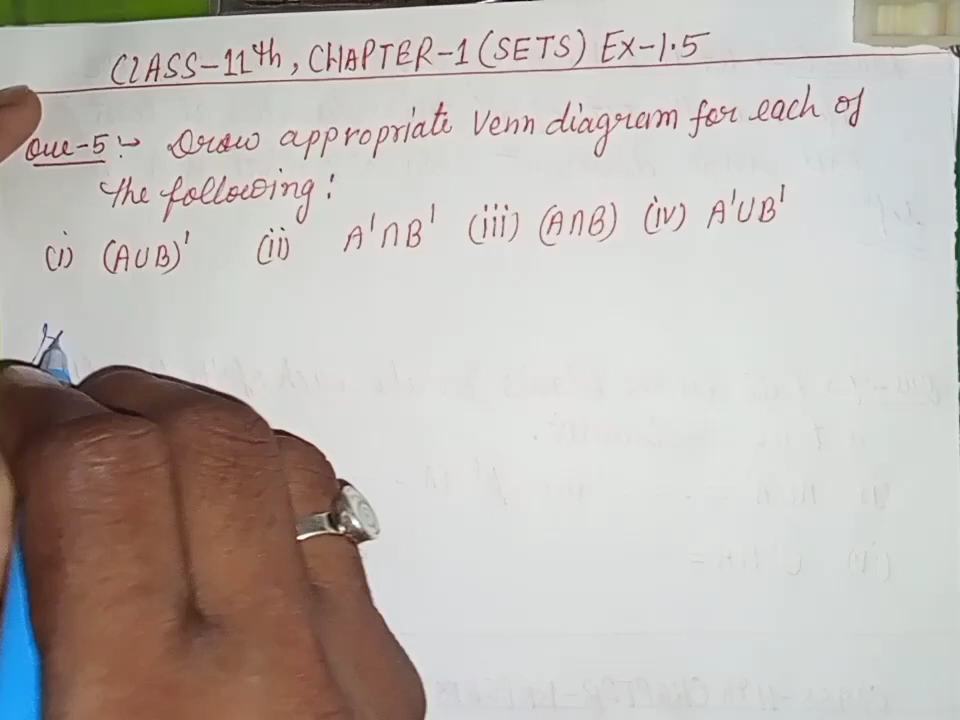 CLASS-11th, CHAPTER-1 (SETS) EX-1.5
Que-5:- Draw appropriate Venn diagram for each of
the following:
(i) (A∪B)' (ii) A'∩B' (iii) (A∩B) (iv) A'∪B'